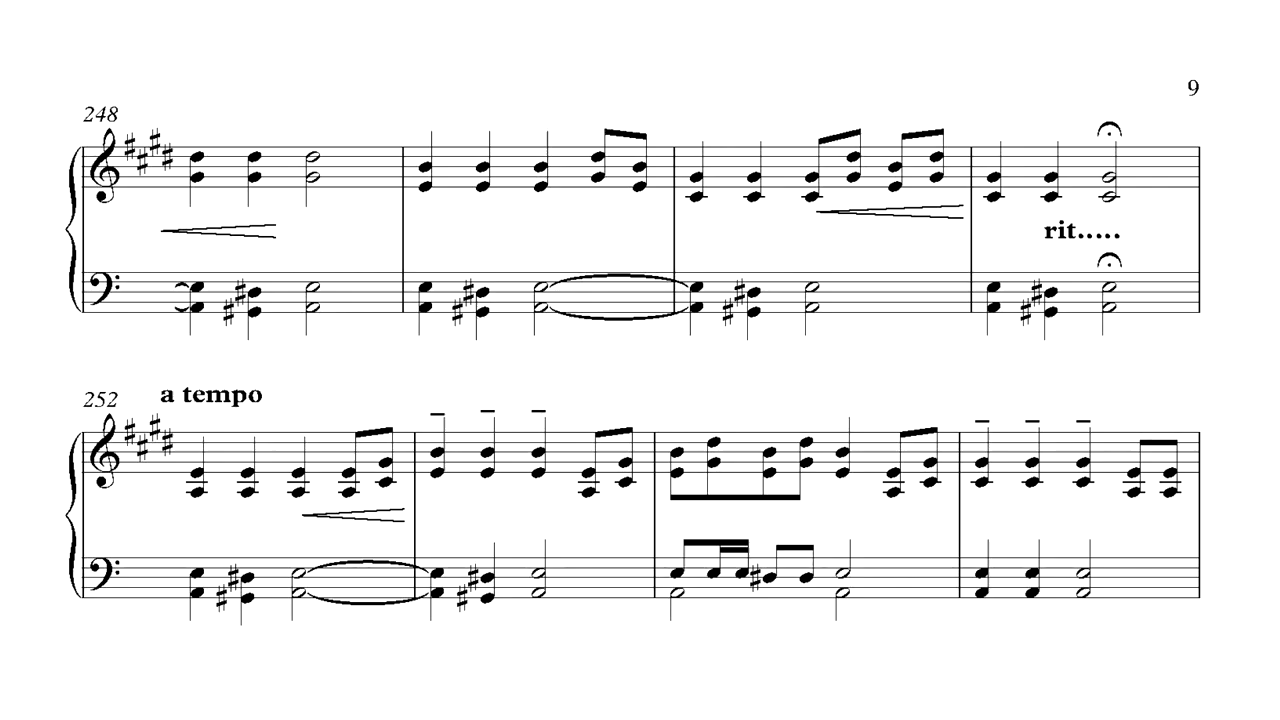 9
248
rit.....
252
a tempo